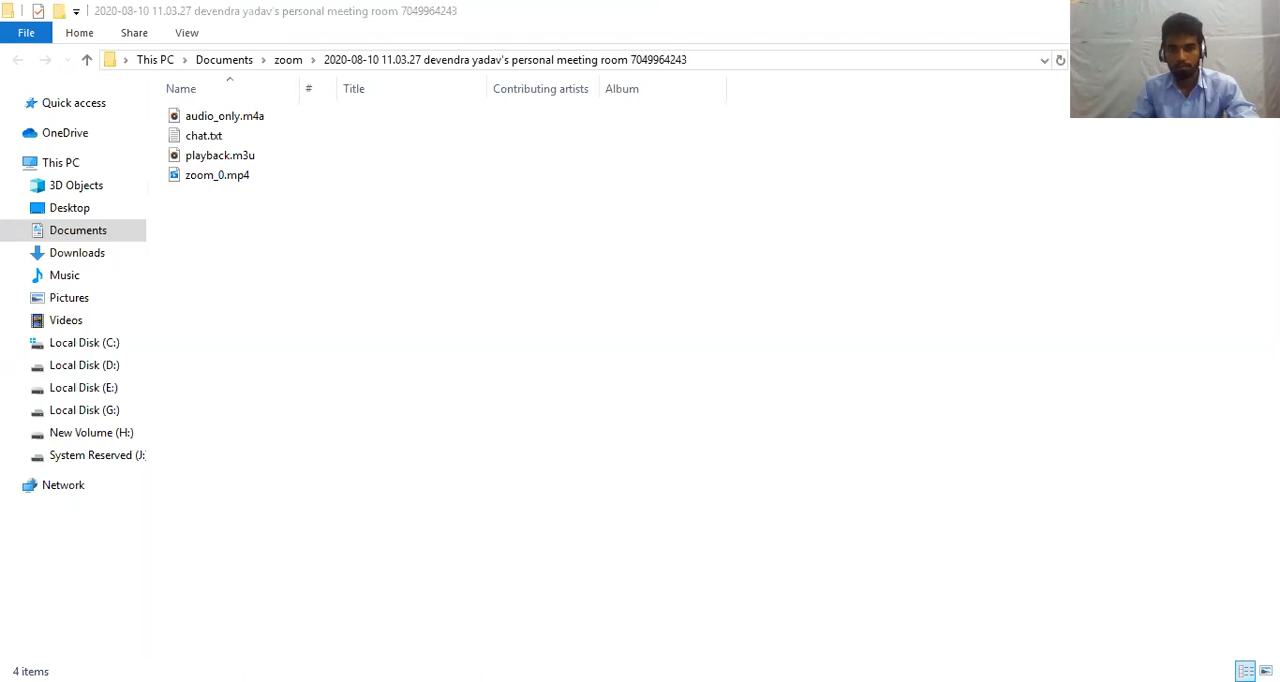 2020-08-10 11.03.27 devendra yadav's personal meeting room 7049964243
File Home Share View
This PC Documents zoom 2020-08-10 11.03.27 devendra yadav's personal meeting room 7049964243
Name # Title Contributing artists Album
audio_only.m4a
chat.txt
playback.m3u
zoom_0.mp4
Quick access
OneDrive
This PC
3D Objects
Desktop
Documents
Downloads
Music
Pictures
Videos
Local Disk (C:)
Local Disk (D:)
Local Disk (E:)
Local Disk (G:)
New Volume (H:)
System Reserved (J:
Network
4 items